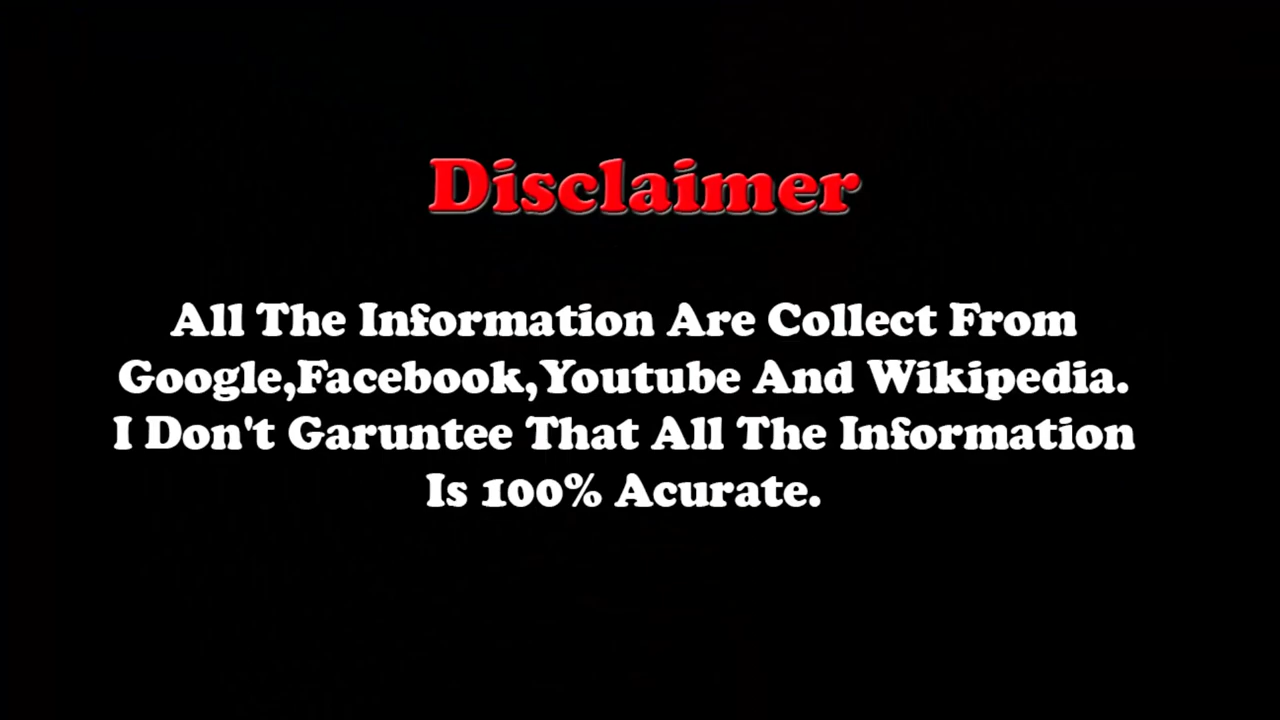 Disclaimer
All The Information Are Collect From
Google,Facebook,Youtube And Wikipedia.
I Don't Garuntee That All The Information
Is 100% Acurate.